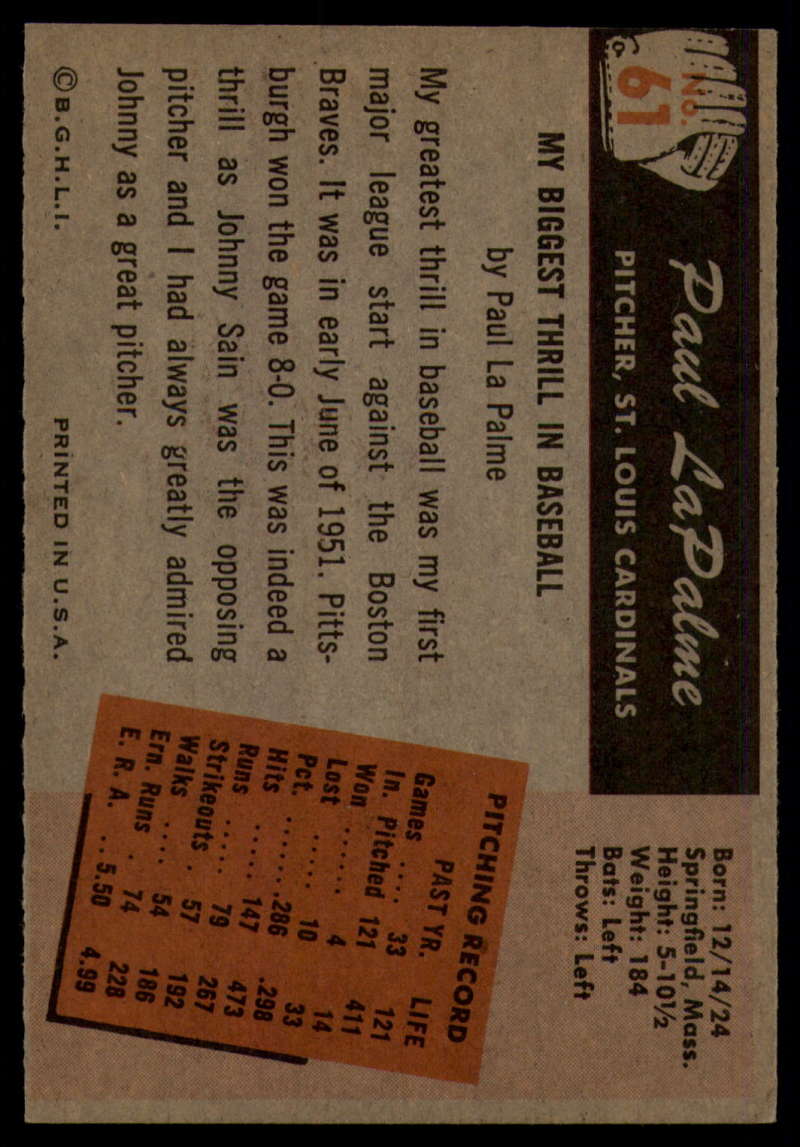 No.
61
Paul LaPalme
PITCHER, ST. LOUIS CARDINALS
Born: 12/14/24
Springfield, Mass.
Height: 5-10½
Weight: 184
Bats: Left
Throws: Left
MY BIGGEST THRILL IN BASEBALL
by Paul La Palme
My greatest thrill in baseball was my first
major league start against the Boston
Braves. It was in early June of 1951. Pitts-
burgh won the game 8-0. This was indeed a
thrill as Johnny Sain was the opposing
pitcher and I had always greatly admired
Johnny as a great pitcher.
PITCHING RECORD
PAST YR. LIFE
Games .... 33 121
In. Pitched 121 411
Won ...... 4 14
Lost ...... 10 33
Pct. ....... .286 .298
Hits ..... 147 473
Runs ..... 79 267
Strikeouts . 57 192
Walks .... 54 186
Ern. Runs . 74 228
E. R. A. .. 5.50 4.99
©B.G.H.L.I. PRINTED IN U.S.A.